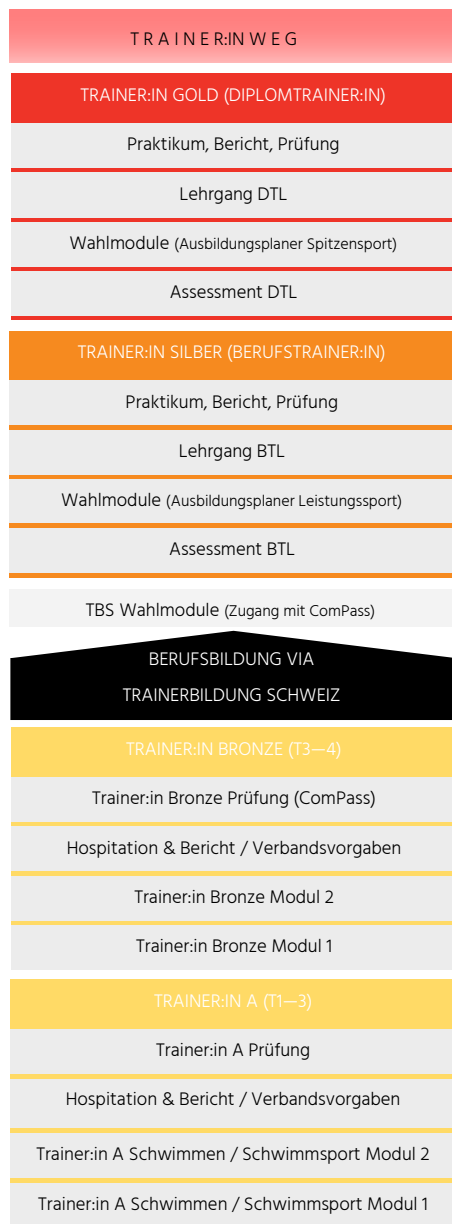 TRAINER:IN WEG
TRAINER:IN GOLD (DIPLOMTRAINER:IN)
Praktikum, Bericht, Prüfung
Lehrgang DTL
Wahlmodule (Ausbildungsplaner Spitzensport)
Assessment DTL
TRAINER:IN SILBER (BERUFSTRAINER:IN)
Praktikum, Bericht, Prüfung
Lehrgang BTL
Wahlmodule (Ausbildungsplaner Leistungssport)
Assessment BTL
TBS Wahlmodule (Zugang mit ComPass)
BERUFSBILDUNG VIA
TRAINERBILDUNG SCHWEIZ
TRAINER:IN BRONZE (T3—4)
Trainer:in Bronze Prüfung (ComPass)
Hospitation & Bericht / Verbandsvorgaben
Trainer:in Bronze Modul 2
Trainer:in Bronze Modul 1
TRAINER:IN A (T1—3)
Trainer:in A Prüfung
Hospitation & Bericht / Verbandsvorgaben
Trainer:in A Schwimmen / Schwimmsport Modul 2
Trainer:in A Schwimmen / Schwimmsport Modul 1